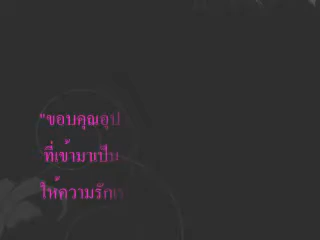 "ขอบคุณอุป
ที่เข้ามาเป็น
ให้ความรัก